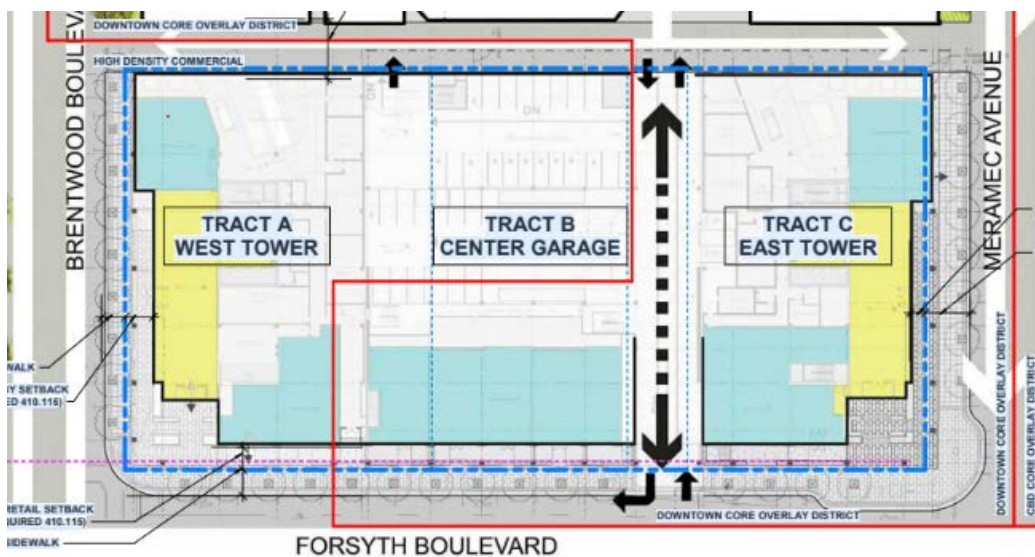 DOWNTOWN CORE OVERLAY DISTRICT
HIGH DENSITY COMMERCIAL
BRENTWOOD BOULEVA
DN
DN
TRACT A
WEST TOWER
TRACT B
CENTER GARAGE
TRACT C
EAST TOWER
MERAMEC AVENUE
WALK
Y SETBACK
ED 410.115)
RETAIL SETBACK
QUIRED 410.115)
SIDEWALK
DOWNTOWN CORE OVERLAY DISTRICT
DOWNTOWN CORE OVERLAY DISTRICT
CBD CORE OVERLAY DISTRICT
FORSYTH BOULEVARD